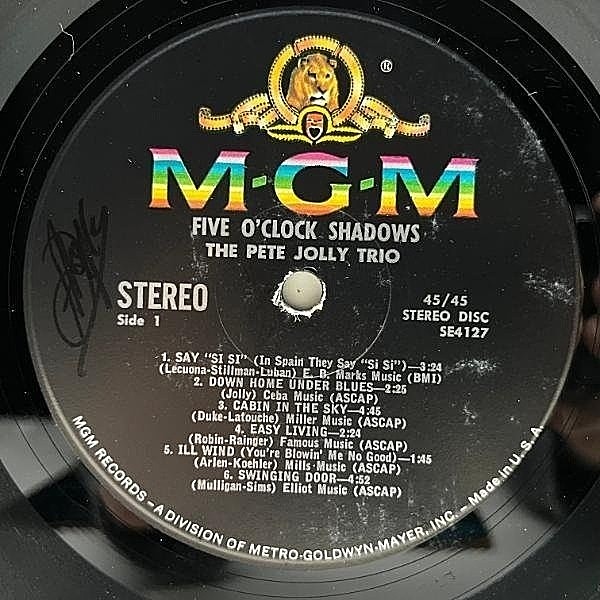 ®
M-G-M
FIVE O'CLOCK SHADOWS
THE PETE JOLLY TRIO
STEREO
Side 1
45/45
STEREO DISC
SE4127
1. SAY "SI SI" (In Spain They Say "Si Si")—3:24
(Lecuona-Stillman-Luban) E. B. Marks Music (BMI)
2. DOWN HOME UNDER BLUES—2:25
(Jolly) Ceba Music (ASCAP)
3. CABIN IN THE SKY—4:45
(Duke-Latouche) Miller Music (ASCAP)
4. EASY LIVING—2:24
(Robin-Rainger) Famous Music (ASCAP)
5. ILL WIND (You're Blowin' Me No Good)—1:45
(Arlen-Koehler) Mills Music (ASCAP)
6. SWINGING DOOR—4:52
(Mulligan-Sims) Elliot Music (ASCAP)
MGM RECORDS – A DIVISION OF METRO-GOLDWYN-MAYER, INC. – Made in U.S.A.